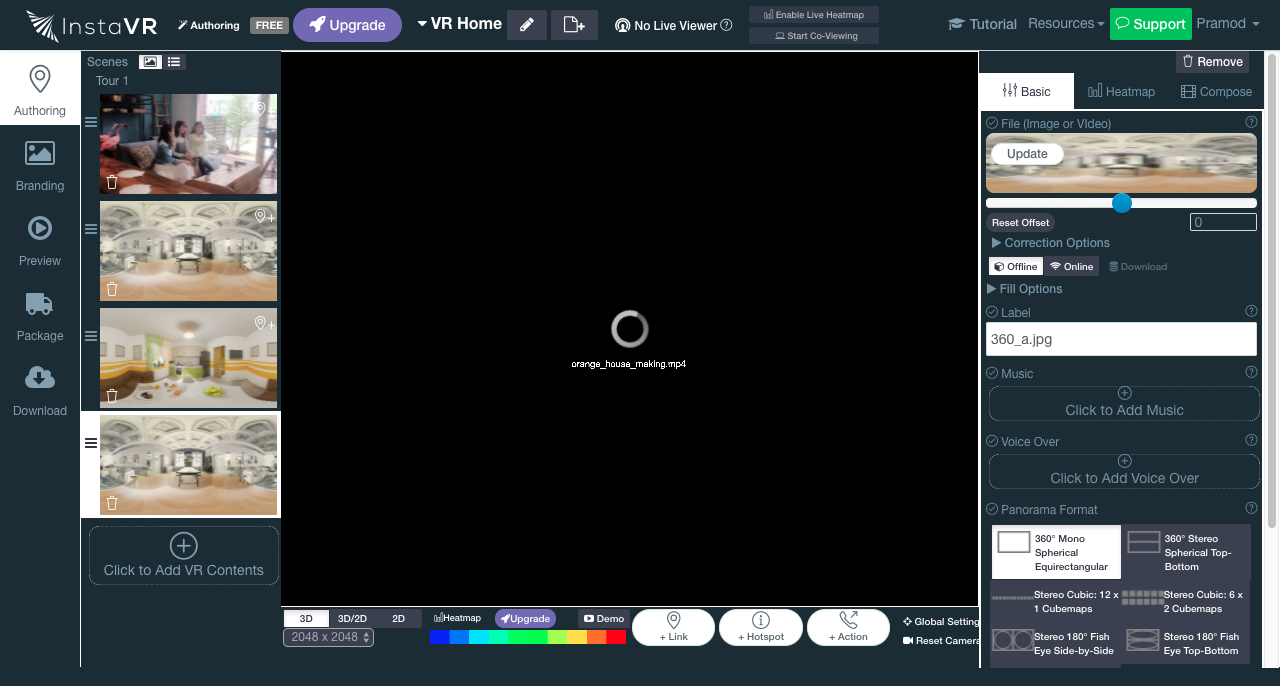 InstaVR
Authoring
FREE
Upgrade
VR Home
No Live Viewer
Enable Live Heatmap
Start Co-Viewing
Tutorial
Resources
Support
Pramod
Authoring
Branding
Preview
Package
Download
Scenes
Tour 1
Click to Add VR Contents
orange_house_making.mp4
3D
3D/2D
2D
2048 x 2048
Heatmap
Upgrade
Demo
+ Link
+ Hotspot
+ Action
Global Setting
Reset Camera
Remove
Basic
Heatmap
Compose
File (Image or VIdeo)
Update
Reset Offset
0
Correction Options
Offline
Online
Download
Fill Options
Label
360_a.jpg
Music
Click to Add Music
Voice Over
Click to Add Voice Over
Panorama Format
360° Mono
Spherical
Equirectangular
360° Stereo
Spherical Top-
Bottom
Stereo Cubic: 12 x
1 Cubemaps
Stereo Cubic: 6 x
2 Cubemaps
Stereo 180° Fish
Eye Side-by-Side
Stereo 180° Fish
Eye Top-Bottom